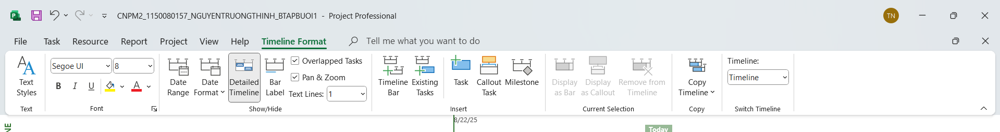 CNPM2_1150080157_NGUYENTRUONGTHINH_BTAPBUOI1 - Project Professional
TN
File Task Resource Report Project View Help Timeline Format Tell me what you want to do
Text Styles
Text
Segoe UI 8
B I U A
Font
Date Range
Date Format
Detailed Timeline
Bar Label
Overlapped Tasks
Pan & Zoom
Text Lines: 1
Show/Hide
Timeline Bar
Existing Tasks
Task
Callout Task
Milestone
Insert
Display as Bar
Display as Callout
Remove from Timeline
Current Selection
Copy Timeline
Copy
Timeline:
Timeline
Switch Timeline
NE
8/22/25
Today